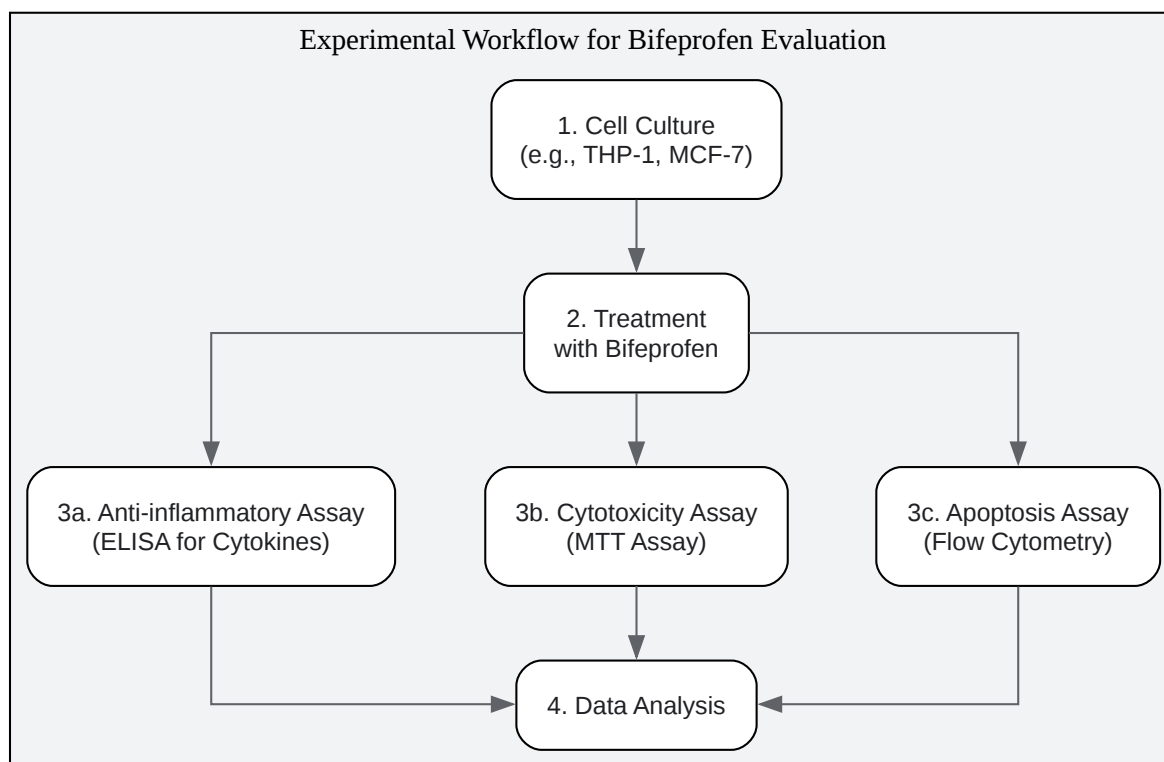 Experimental Workflow for Bifeprofen Evaluation
1. Cell Culture
(e.g., THP-1, MCF-7)
2. Treatment
with Bifeprofen
3a. Anti-inflammatory Assay
(ELISA for Cytokines)
3b. Cytotoxicity Assay
(MTT Assay)
3c. Apoptosis Assay
(Flow Cytometry)
4. Data Analysis